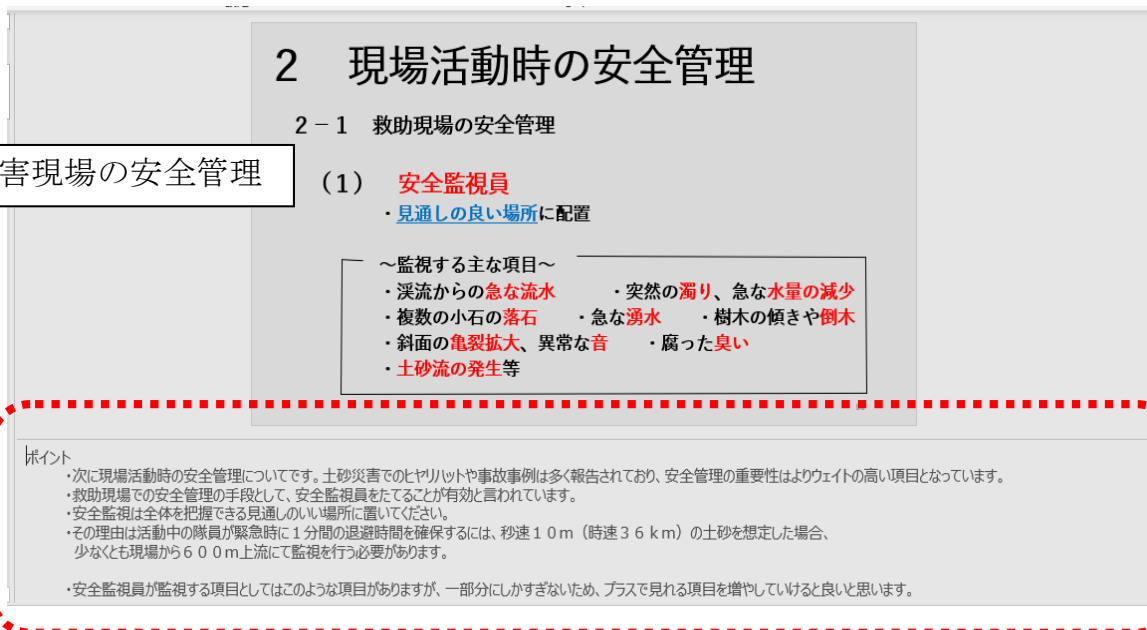 2　現場活動時の安全管理
２－１　救助現場の安全管理
害現場の安全管理
（１）　安全監視員
・見通しの良い場所に配置
～監視する主な項目～
・渓流からの急な流水　　・突然の濁り、急な水量の減少
・複数の小石の落石　・急な湧水　・樹木の傾きや倒木
・斜面の亀裂拡大、異常な音　・腐った臭い
・土砂流の発生等
ポイント
・次に現場活動時の安全管理についてです。土砂災害でのヒヤリハットや事故事例は多く報告されており、安全管理の重要性はよりウェイトの高い項目となっています。
・救助現場での安全管理の手段として、安全監視員をたてることが有効と言われています。
・安全監視は全体を把握できる見通しのいい場所に置いてください。
・その理由は活動中の隊員が緊急時に１分間の退避時間を確保するには、秒速１０ｍ（時速３６ｋｍ）の土砂を想定した場合、
少なくとも現場から６００ｍ上流にて監視を行う必要があります。
・安全監視員が監視する項目としてはこのような項目がありますが、一部分にしかすぎないため、プラスで見れる項目を増やしていけると良いと思います。